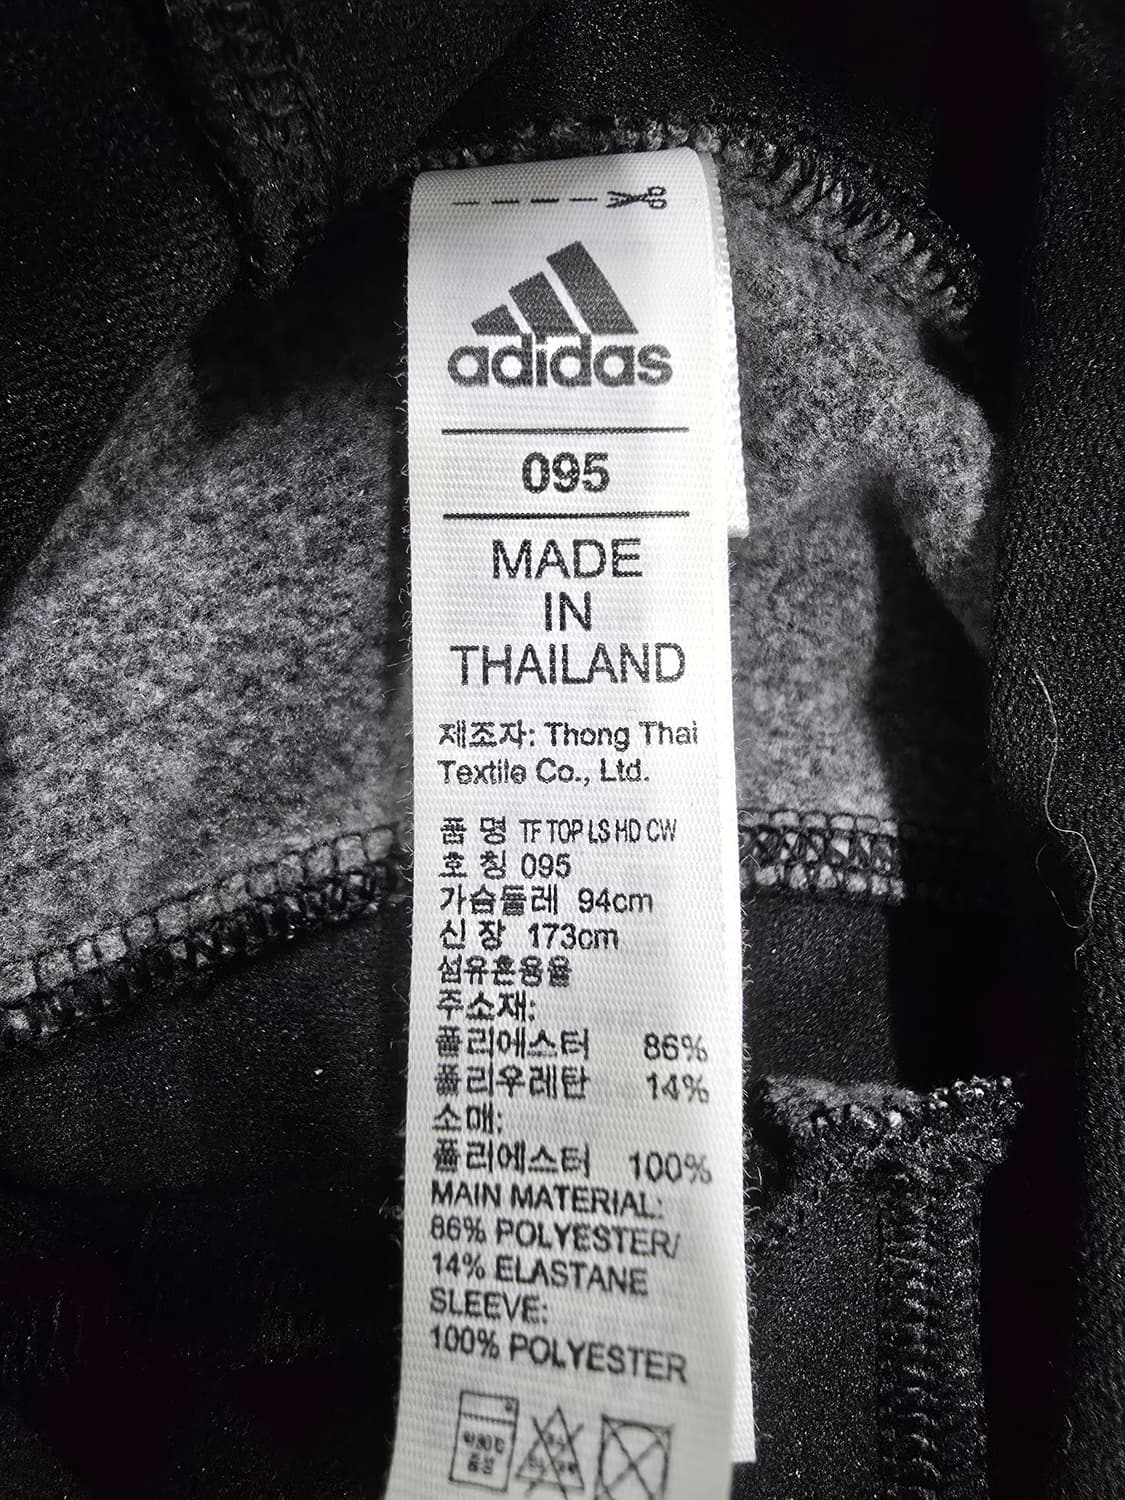 adidas
095
MADE
IN
THAILAND
제조자: Thong Thai
Textile Co., Ltd.
품 명 TF TOP LS HD CW
호 칭 095
가슴둘레 94cm
신 장 173cm
섬유혼용율
주소재:
폴리에스터 86%
폴리우레탄 14%
소매:
폴리에스터 100%
MAIN MATERIAL:
86% POLYESTER/
14% ELASTANE
SLEEVE:
100% POLYESTER